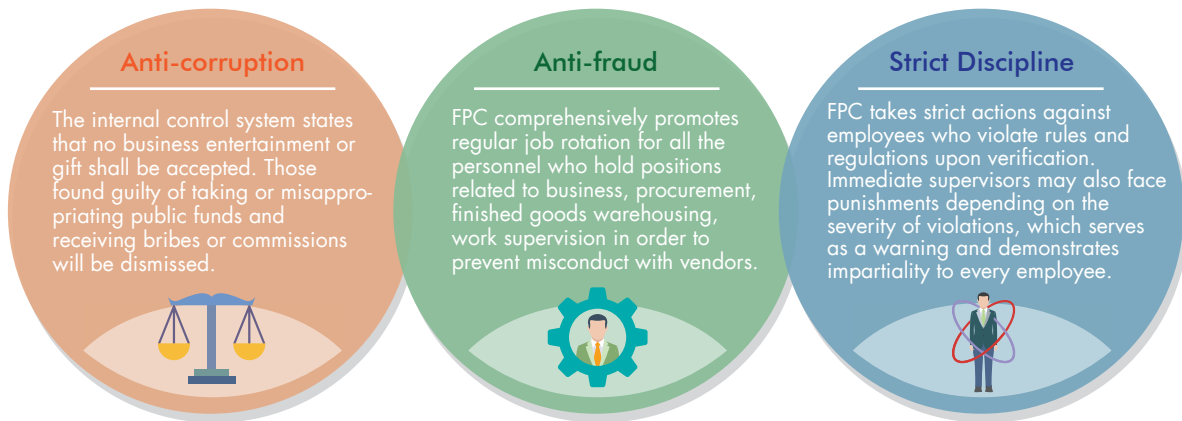 Anti-corruption
The internal control system states
that no business entertainment or
gift shall be accepted. Those
found guilty of taking or misappro-
priating public funds and
receiving bribes or commissions
will be dismissed.
Anti-fraud
FPC comprehensively promotes
regular job rotation for all the
personnel who hold positions
related to business, procurement,
finished goods warehousing,
work supervision in order to
prevent misconduct with vendors.
Strict Discipline
FPC takes strict actions against
employees who violate rules and
regulations upon verification.
Immediate supervisors may also face
punishments depending on the
severity of violations, which serves
as a warning and demonstrates
impartiality to every employee.